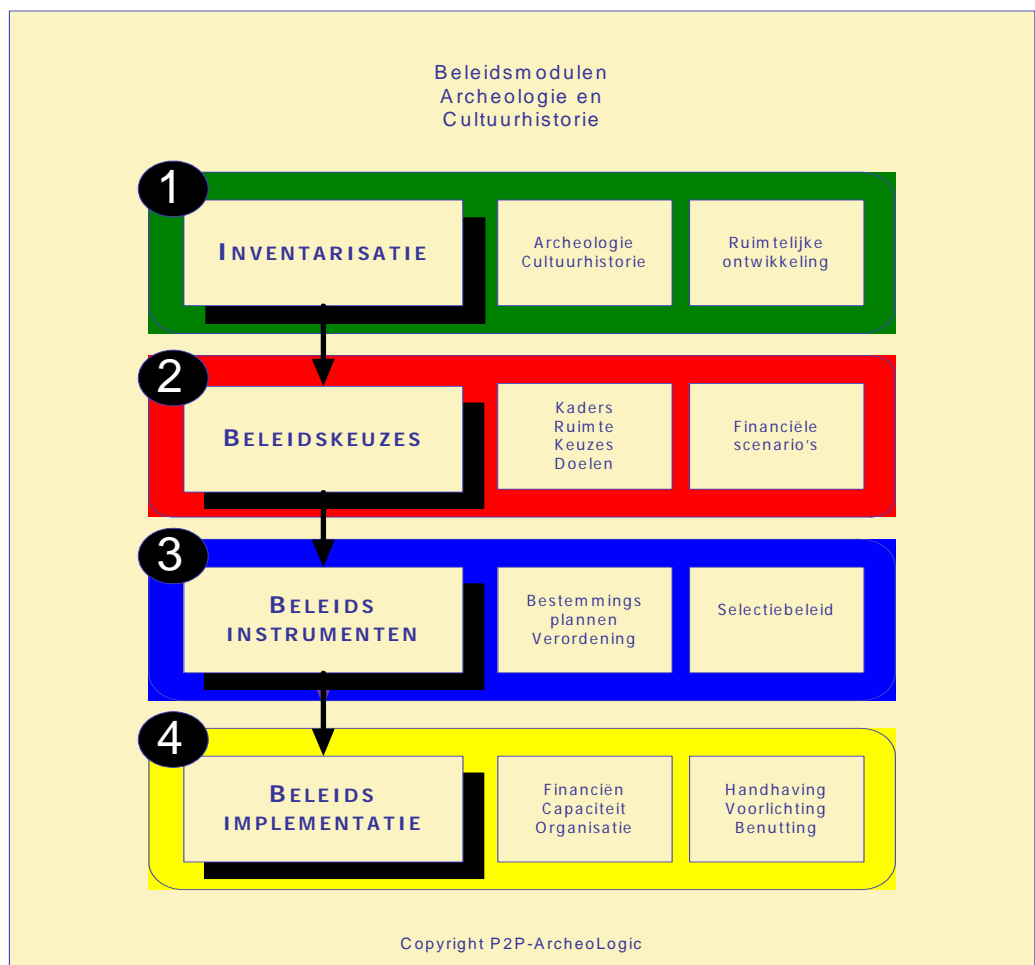 Beleidsmodulen
Archeologie en
Cultuurhistorie
1
INVENTARISATIE
Archeologie
Cultuurhistorie
Ruimtelijke
ontwikkeling
2
BELEIDSKEUZES
Kaders
Ruimte
Keuzes
Doelen
Financiële
scenario's
3
BELEIDS
INSTRUMENTEN
Bestemmings
plannen
Verordening
Selectiebeleid
4
BELEIDS
IMPLEMENTATIE
Financiën
Capaciteit
Organisatie
Handhaving
Voorlichting
Benutting
Copyright P2P-ArcheoLogic